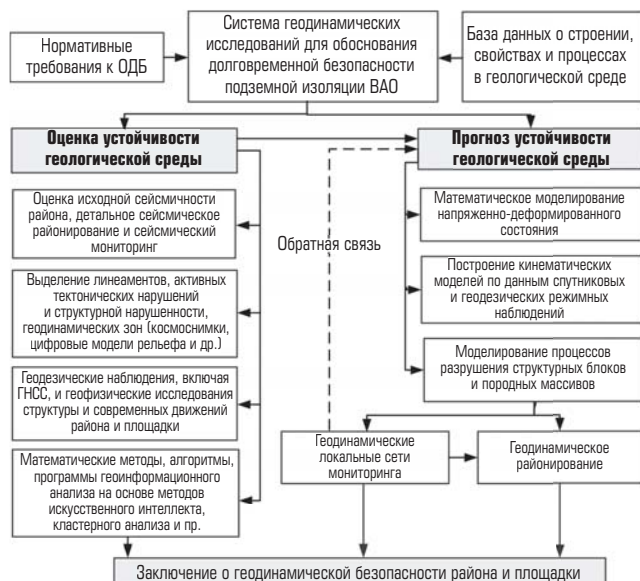 Нормативные
требования к ОДБ
Система геодинамических
исследований для обоснования
долговременной безопасности
подземной изоляции ВАО
База данных о строении,
свойствах и процессах
в геологической среде
Оценка устойчивости
геологической среды
Прогноз устойчивости
геологической среды
Оценка исходной сейсмичности
района, детальное сейсмическое
районирование и сейсмический
мониторинг
Выделение линеаментов, активных
тектонических нарушений
и структурной нарушенности,
геодинамических зон (космоснимки,
цифровые модели рельефа и др.)
Геодезические наблюдения, включая
ГНСС, и геофизические исследования
структуры и современных движений
района и площадки
Математические методы, алгоритмы,
программы геоинформационного
анализа на основе методов
искусственного интеллекта,
кластерного анализа и пр.
Обратная связь
Математическое моделирование
напряженно-деформированного
состояния
Построение кинематических
моделей по данным спутниковых
и геодезических режимных
наблюдений
Моделирование процессов
разрушения структурных блоков
и породных массивов
Геодинамические
локальные сети
мониторинга
Геодинамическое
районирование
Заключение о геодинамической безопасности района и площадки